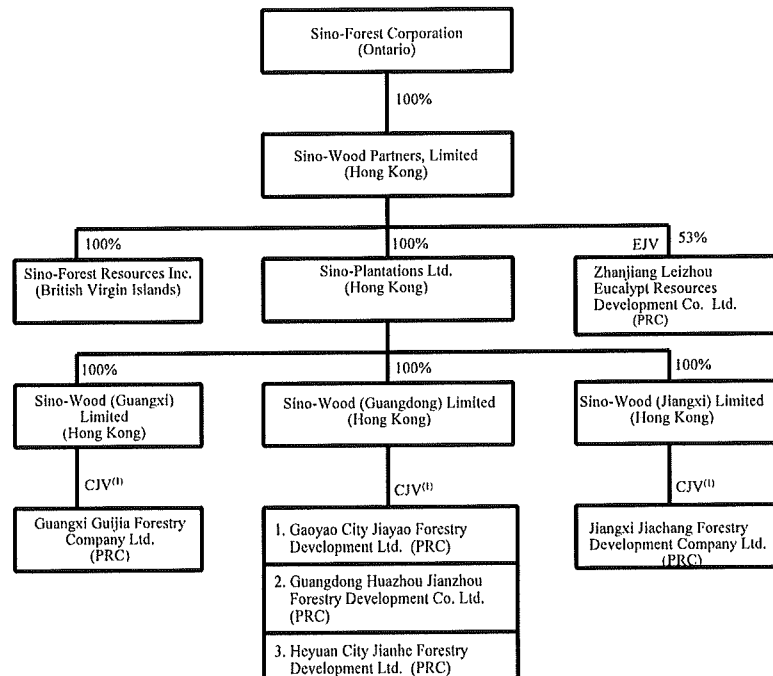 Sino-Forest Corporation
(Ontario)
100%
Sino-Wood Partners, Limited
(Hong Kong)
100%
100%
EJV
53%
Sino-Forest Resources Inc.
(British Virgin Islands)
Sino-Plantations Ltd.
(Hong Kong)
Zhanjiang Leizhou
Eucalypt Resources
Development Co. Ltd.
(PRC)
100%
100%
100%
Sino-Wood (Guangxi)
Limited
(Hong Kong)
Sino-Wood (Guangdong) Limited
(Hong Kong)
Sino-Wood (Jiangxi) Limited
(Hong Kong)
CJV(1)
CJV(1)
CJV(1)
Guangxi Guijia Forestry
Company Ltd.
(PRC)
1. Gaoyao City Jiayao Forestry
Development Ltd. (PRC)
2. Guangdong Huazhou Jianzhou
Forestry Development Co. Ltd.
(PRC)
3. Heyuan City Jianhe Forestry
Development Ltd. (PRC)
Jiangxi Jiachang Forestry
Development Company Ltd.
(PRC)